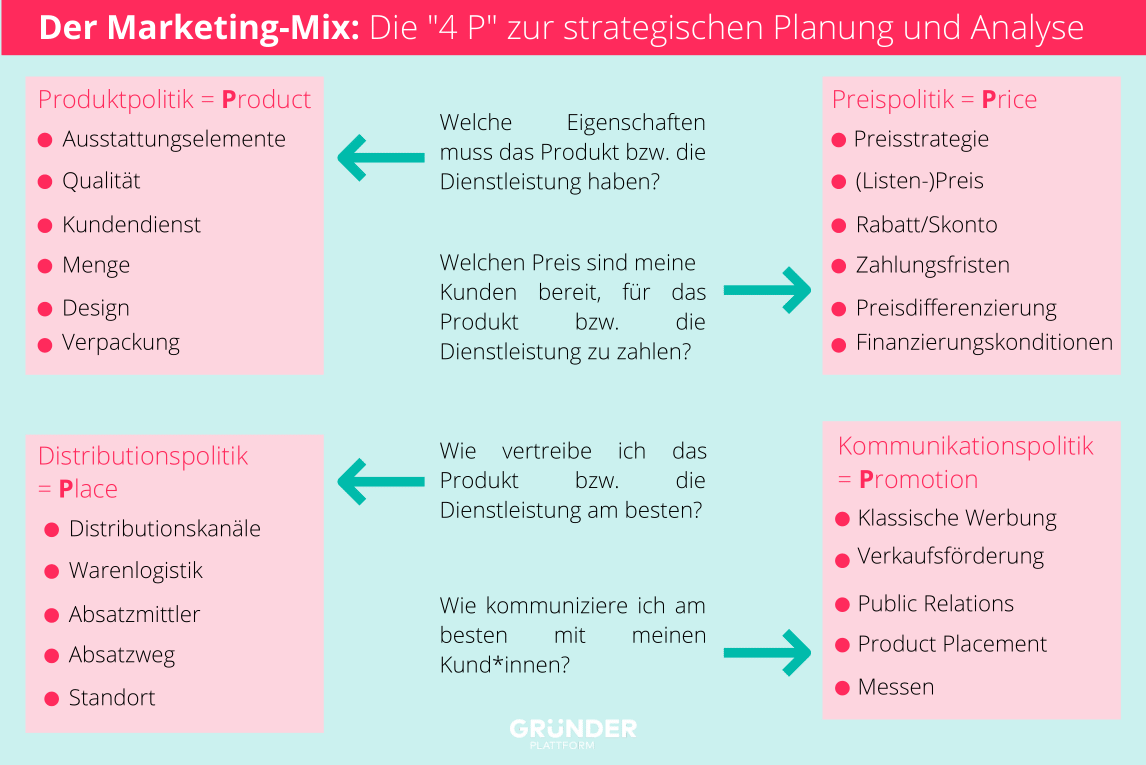 Der Marketing-Mix: Die "4 P" zur strategischen Planung und Analyse
Produktpolitik = Product
Ausstattungselemente
Qualität
Kundendienst
Menge
Design
Verpackung
Welche Eigenschaften
muss das Produkt bzw. die
Dienstleistung haben?
Welchen Preis sind meine
Kunden bereit, für das
Produkt bzw. die
Dienstleistung zu zahlen?
Preispolitik = Price
Preisstrategie
(Listen-)Preis
Rabatt/Skonto
Zahlungsfristen
Preisdifferenzierung
Finanzierungskonditionen
Distributionspolitik
= Place
Distributionskanäle
Warenlogistik
Absatzmittler
Absatzweg
Standort
Wie vertreibe ich das
Produkt bzw. die
Dienstleistung am besten?
Wie kommuniziere ich am
besten mit meinen
Kund*innen?
Kommunikationspolitik
= Promotion
Klassische Werbung
Verkaufsförderung
Public Relations
Product Placement
Messen
GRÜNDER
PLATTFORM